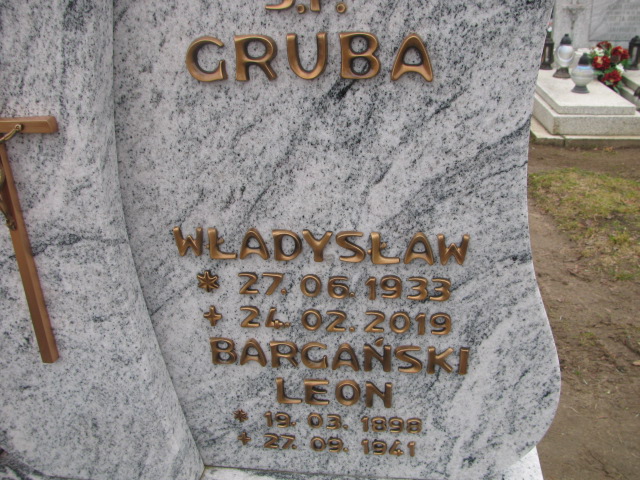 Ś.P.
GRUBA
WŁADYSŁAW
* 27.06.1933
+ 24.02.2019
BARGAŃSKI
LEON
* 19.03.1898
+ 27.09.1941